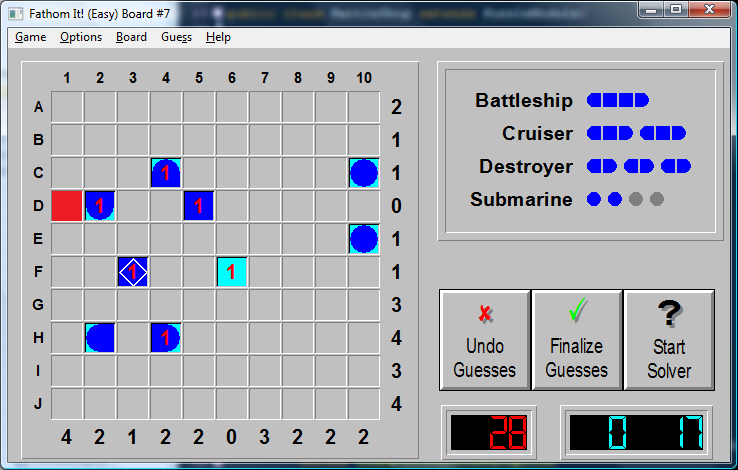 Fathom It! (Easy) Board #7
Game Options Board Guess Help
1 2 3 4 5 6 7 8 9 10
A 2
B 1
C 1 1
D 1 1 0
E 1
F 1 1 1
G 3
H 1 4
I 3
J 4
4 2 1 2 2 0 3 2 2 2
Battleship
Cruiser
Destroyer
Submarine
Undo Guesses
Finalize Guesses
? Start Solver
28 0 17